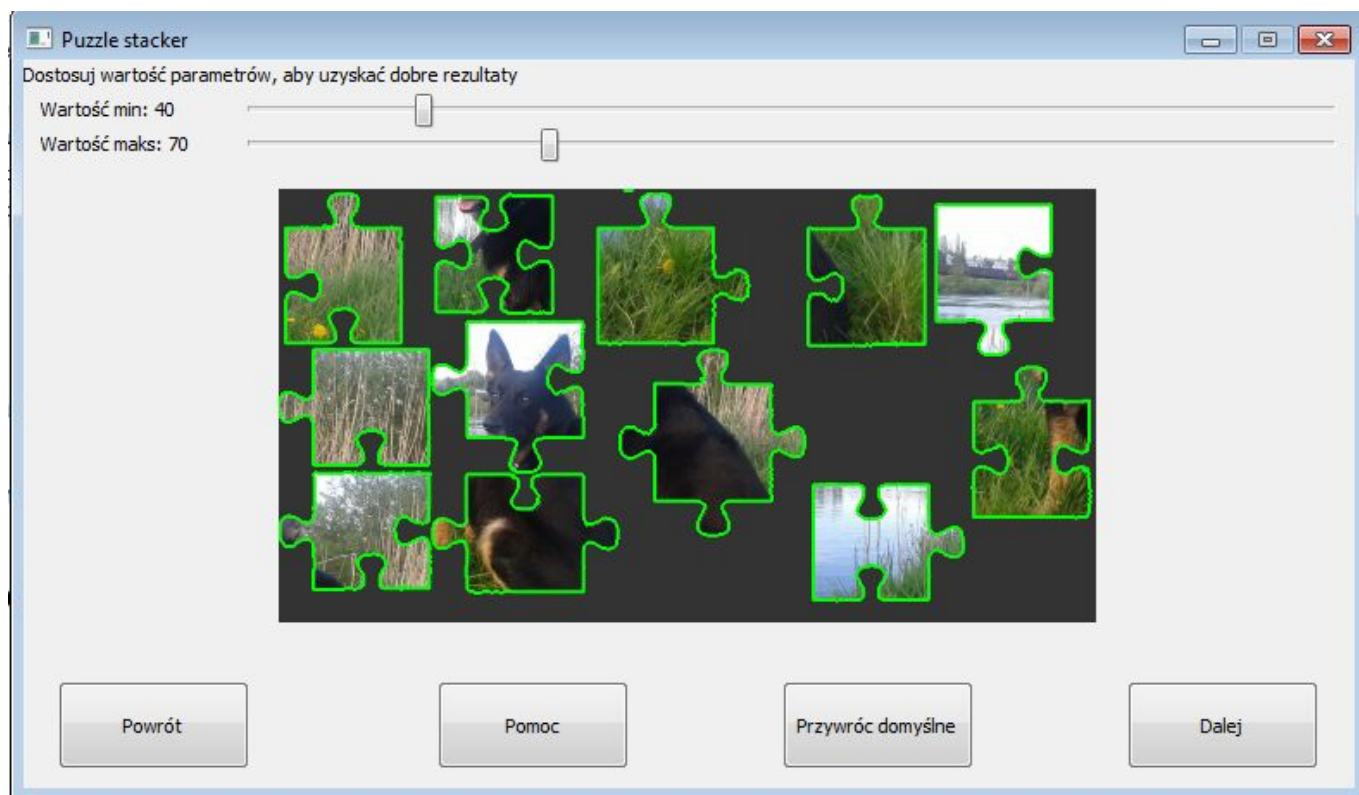 Puzzle stacker
Dostosuj wartość parametrów, aby uzyskać dobre rezultaty
Wartość min: 40
Wartość maks: 70
Powrót
Pomoc
Przywróc domyślne
Dalej